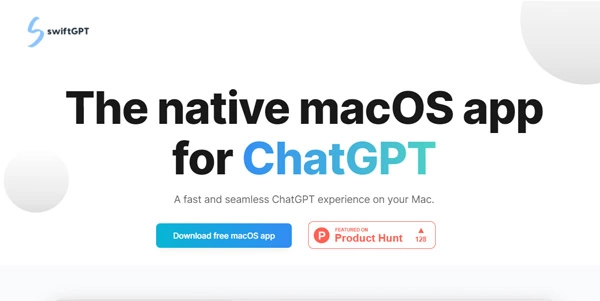 swiftGPT
The native macOS app
for ChatGPT
A fast and seamless ChatGPT experience on your Mac.
Download free macOS app
P
FEATURED ON
Product Hunt
▲
128